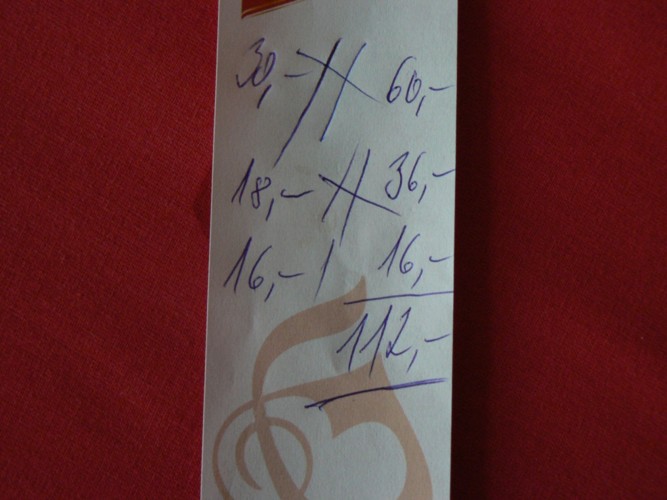 30,- // 60,-
18,- // 36,-
16,- / 16,-
112,-